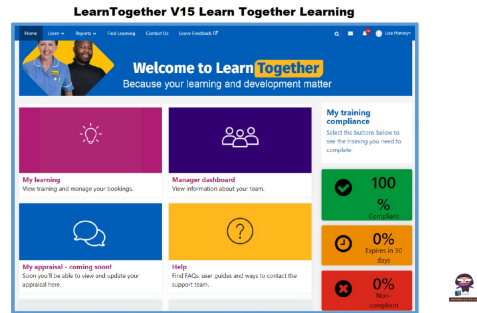 LearnTogether V15 Learn Together Learning
Home Learn Reports Find Learning Contact Us Leave Feedback Lisa Harvey
Welcome to Learn Together
Because your learning and development matter
My training
compliance
Select the buttons below to
see the training you need to
complete.
My learning
View training and manage your bookings.
Manager dashboard
View information about your team.
100
%
Compliant
0%
Expires in 30
days
My appraisal - coming soon!
Soon you'll be able to view and update your
appraisal here.
Help
Find FAQs, user guides and ways to contact the
support team.
0%
Non-
compliant